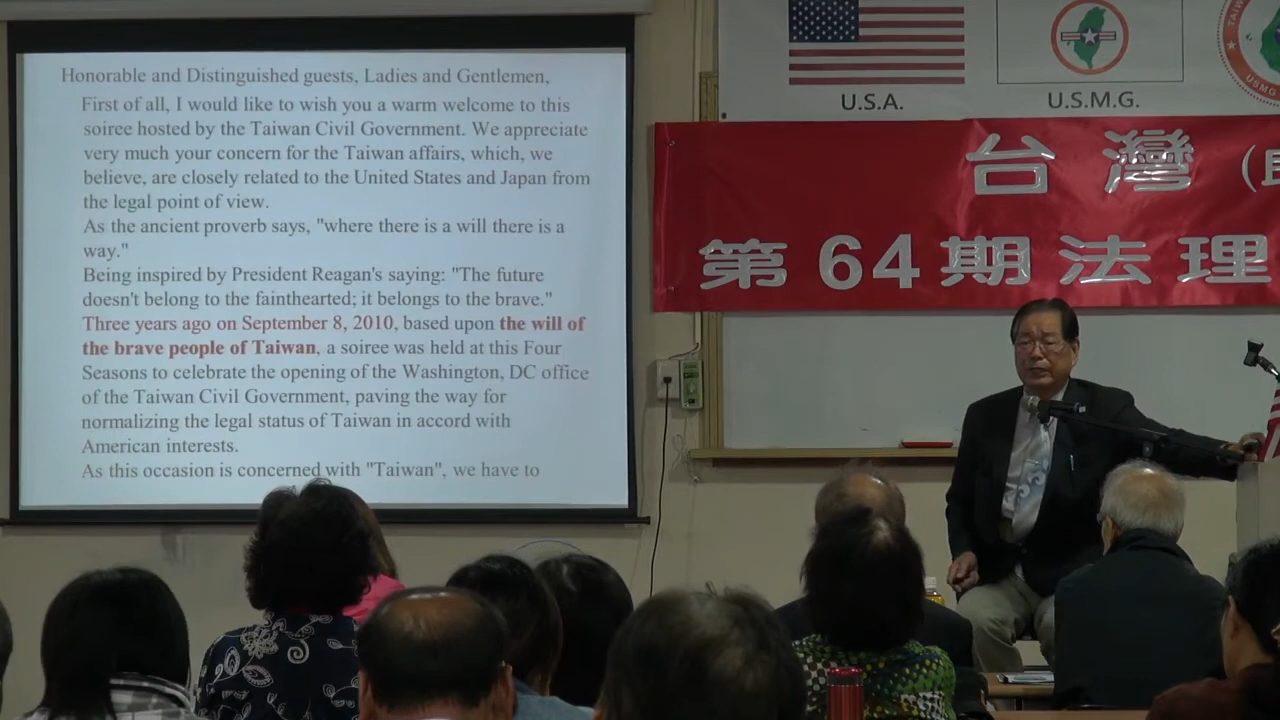 Honorable and Distinguished guests, Ladies and Gentlemen,
First of all, I would like to wish you a warm welcome to this
soiree hosted by the Taiwan Civil Government. We appreciate
very much your concern for the Taiwan affairs, which, we
believe, are closely related to the United States and Japan from
the legal point of view.
As the ancient proverb says, "where there is a will there is a
way."
Being inspired by President Reagan's saying: "The future
doesn't belong to the fainthearted; it belongs to the brave."
Three years ago on September 8, 2010, based upon the will of
the brave people of Taiwan, a soiree was held at this Four
Seasons to celebrate the opening of the Washington, DC office
of the Taiwan Civil Government, paving the way for
normalizing the legal status of Taiwan in accord with
American interests.
As this occasion is concerned with "Taiwan", we have to
U.S.A.
U.S.M.G.
台灣
第64期法理